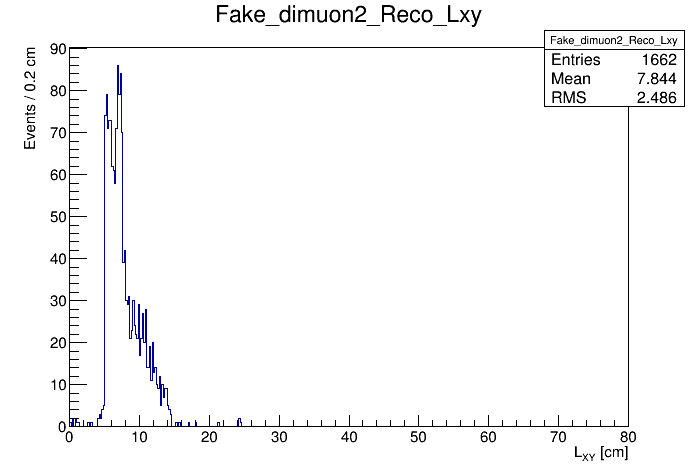 Fake_dimuon2_Reco_Lxy
Fake_dimuon2_Reco_Lxy
Entries 1662
Mean 7.844
RMS 2.486
Events / 0.2 cm
90
80
70
60
50
40
30
20
10
0
0 10 20 30 40 50 60 70 80
L_XY [cm]